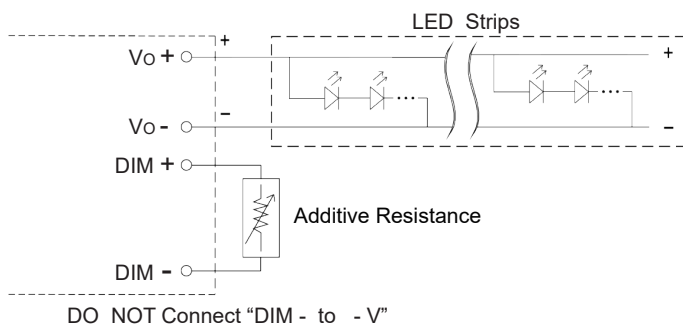 LED Strips
+
Vo +
+
Vo -
-
-
DIM +
Additive Resistance
DIM -
DO NOT Connect “DIM - to - V”